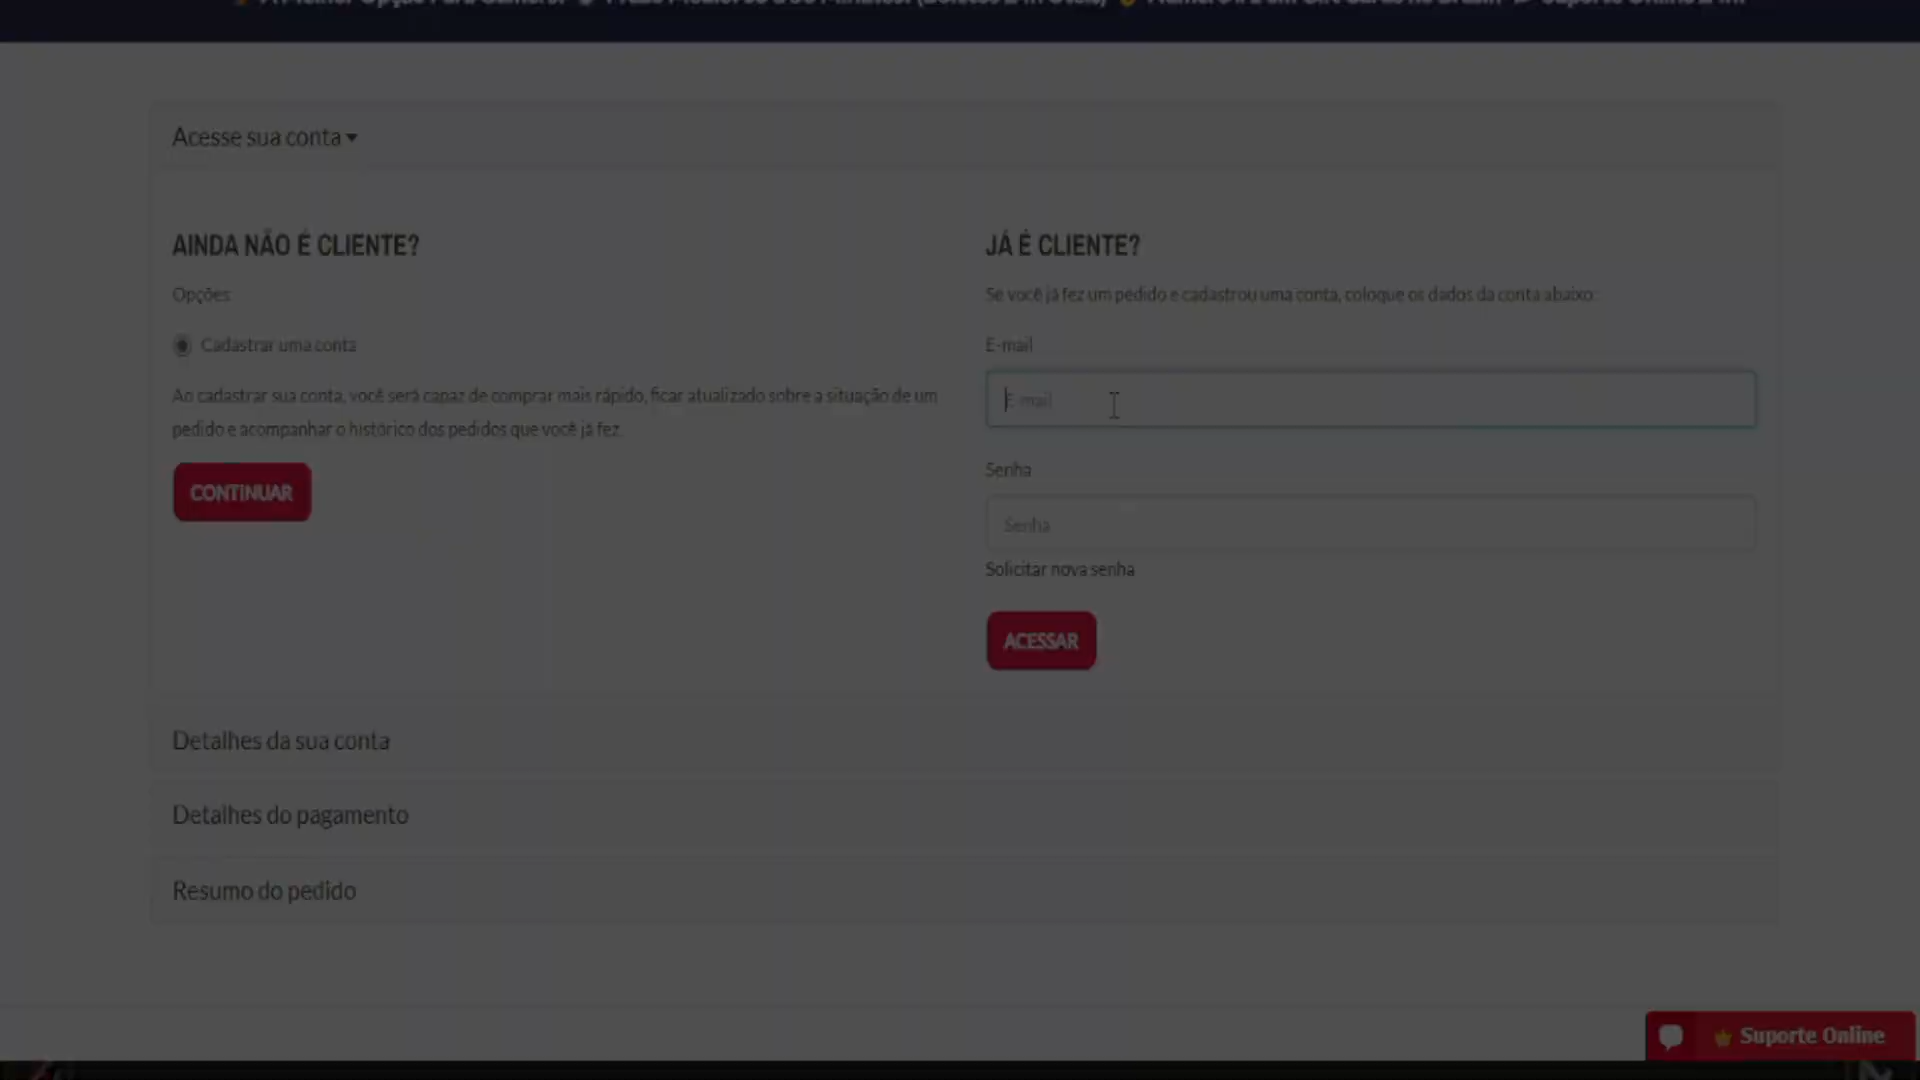 Acesse sua conta
AINDA NÃO É CLIENTE?
Opções
Cadastrar uma conta
Ao cadastrar sua conta, você será capaz de comprar mais rápido, ficar atualizado sobre a situação de um
pedido e acompanhar o histórico dos pedidos que você já fez.
CONTINUAR
JÁ É CLIENTE?
Se você já fez um pedido e cadastrou uma conta, coloque os dados da conta abaixo:
E-mail
E-mail
Senha
Senha
Solicitar nova senha
ACESSAR
Detalhes da sua conta
Detalhes do pagamento
Resumo do pedido
Suporte Online